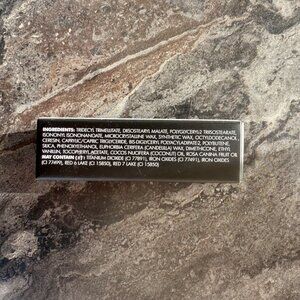 INGREDIENTS: TRIDECYL TRIMELLITATE, DIISOSTEARYL MALATE, POLYGLYCERYL-2 TRIISOSTEARATE,
ISONONYL ISONONANOATE, MICROCRYSTALLINE WAX, SYNTHETIC WAX, OCTYLDODECANOL,
CERESIN, CAPRYLIC/CAPRIC TRIGLYCERIDE, BIS-DIGLYCERYL POLYACYLADIPATE-2, POLYBUTENE,
SILICA, PHENOXYETHANOL, EUPHORBIA CERIFERA (CANDELILLA) WAX, DIMETHICONE, ETHYL
VANILLIN, TOCOPHERYL ACETATE, COCOS NUCIFERA (COCONUT) OIL, ROSA CANINA FRUIT OIL
MAY CONTAIN (+/-): TITANIUM DIOXIDE (CI 77891), IRON OXIDES (CI 77491), IRON OXIDES
(CI 77499), RED 6 LAKE (CI 15850), RED 7 LAKE (CI 15850)